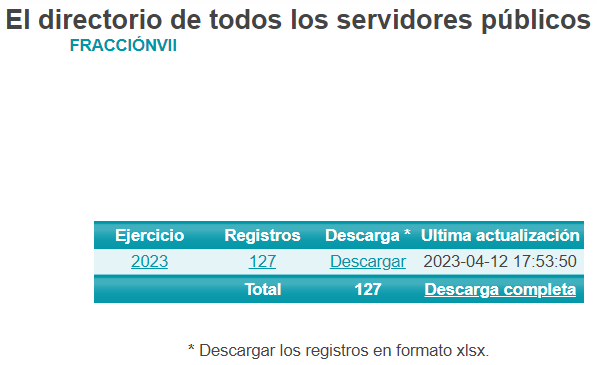 El directorio de todos los servidores públicos
FRACCIÓNVII
Ejercicio Registros Descarga * Ultima actualización
2023 127 Descargar 2023-04-12 17:53:50
Total 127 Descarga completa
* Descargar los registros en formato xlsx.